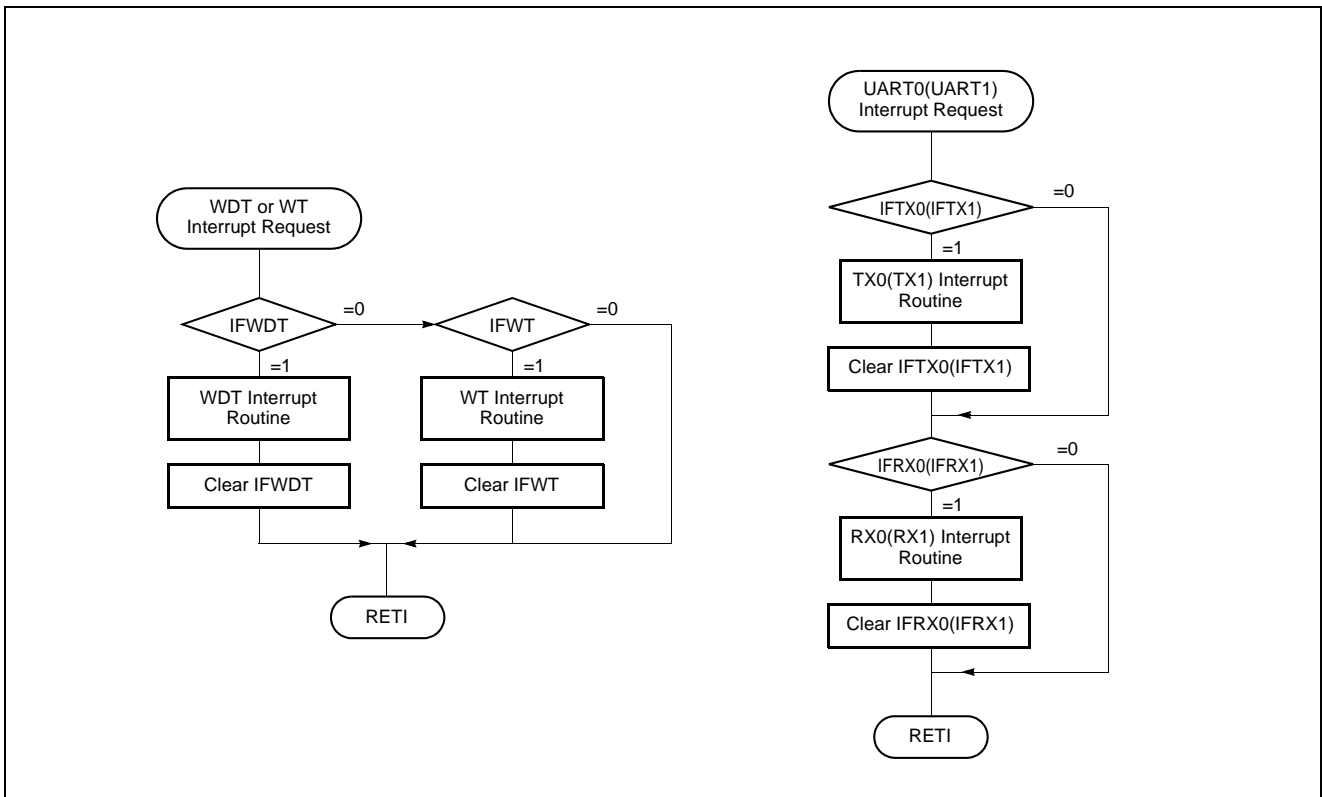 WDT or WT
Interrupt Request
IFWDT
=0
IFWT
=0
=1
=1
WDT Interrupt
Routine
WT Interrupt
Routine
Clear IFWDT
Clear IFWT
RETI
UART0(UART1)
Interrupt Request
IFTX0(IFTX1)
=0
=1
TX0(TX1) Interrupt
Routine
Clear IFTX0(IFTX1)
IFRX0(IFRX1)
=0
=1
RX0(RX1) Interrupt
Routine
Clear IFRX0(IFRX1)
RETI